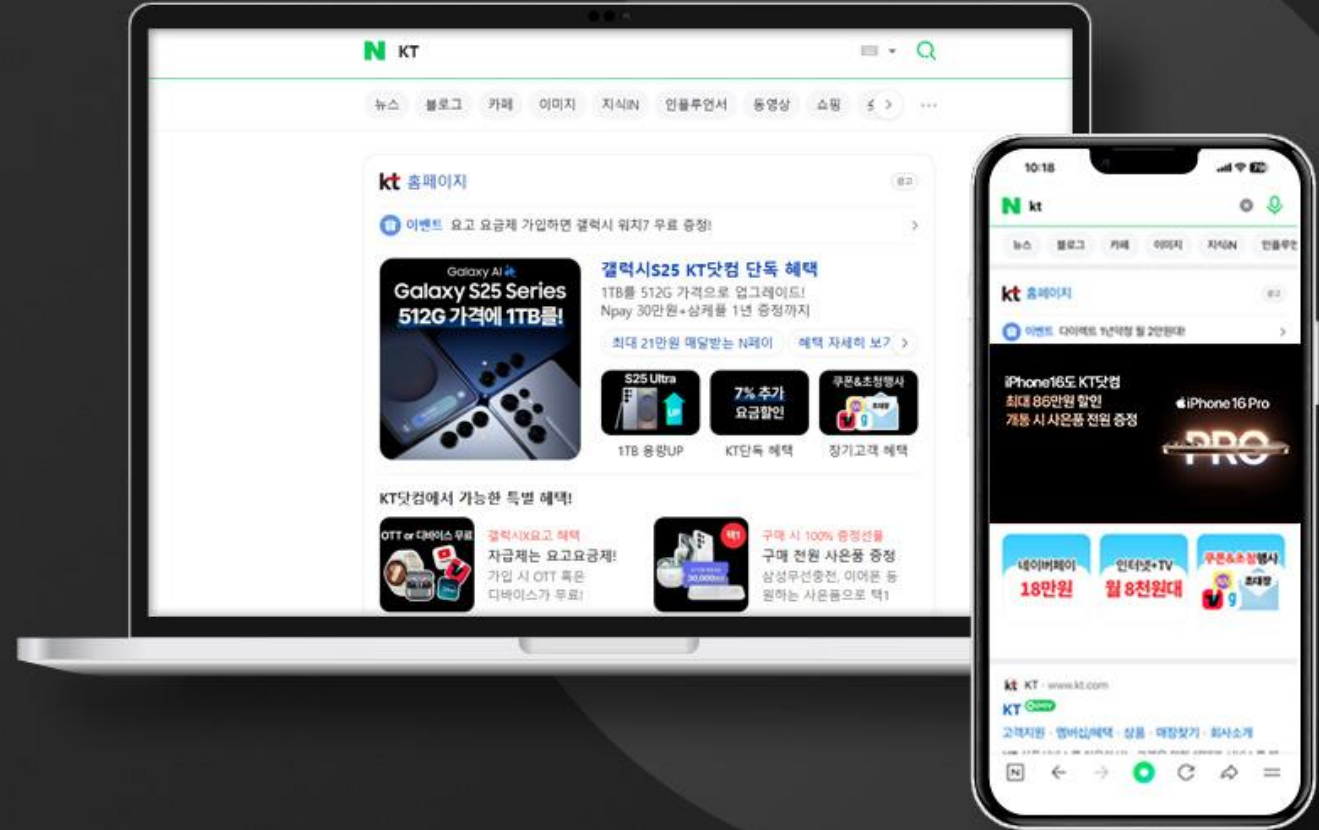 N KT
뉴스 블로그 카페 이미지 지식iN 인플루언서 동영상 쇼핑
kt 홈페이지 광고
이벤트 요고 요금제 가입하면 갤럭시 워치7 무료 증정!
Galaxy AI
Galaxy S25 Series
512G 가격에 1TB를!
갤럭시S25 KT닷컴 단독 혜택
1TB를 512G 가격으로 업그레이드!
Npay 30만원+삼케플 1년 증정까지
최대 21만원 매달받는 N페이
혜택 자세히 보기
S25 Ultra
UP
1TB 용량UP
7% 추가
요금할인
KT단독 혜택
쿠폰&초청행사
초대장
장기고객 혜택
KT닷컴에서 가능한 특별 혜택!
OTT or 디바이스 무료
갤럭시X요고 혜택
자급제는 요고요금제!
가입 시 OTT 혹은
디바이스가 무료!
택1
30,000
구매 시 100% 증정선물
구매 전원 사은품 증정
삼성무선충전, 이어폰 등
원하는 사은품으로 택1
10:18
N kt
뉴스 블로그 카페 이미지 지식iN 인플루언
kt 홈페이지 광고
이벤트 다이렉트 1년약정 월 2만원대!
iPhone16도 KT닷컴
최대 86만원 할인
개통 시 사은품 전원 증정
iPhone 16 Pro
PRO
네이버페이
18만원
인터넷+TV
월 8천원대
쿠폰&초청행사
초대장
kt KT · www.kt.com
KT
고객지원 · 멤버십/혜택 · 상품 · 매장찾기 · 회사소개
N